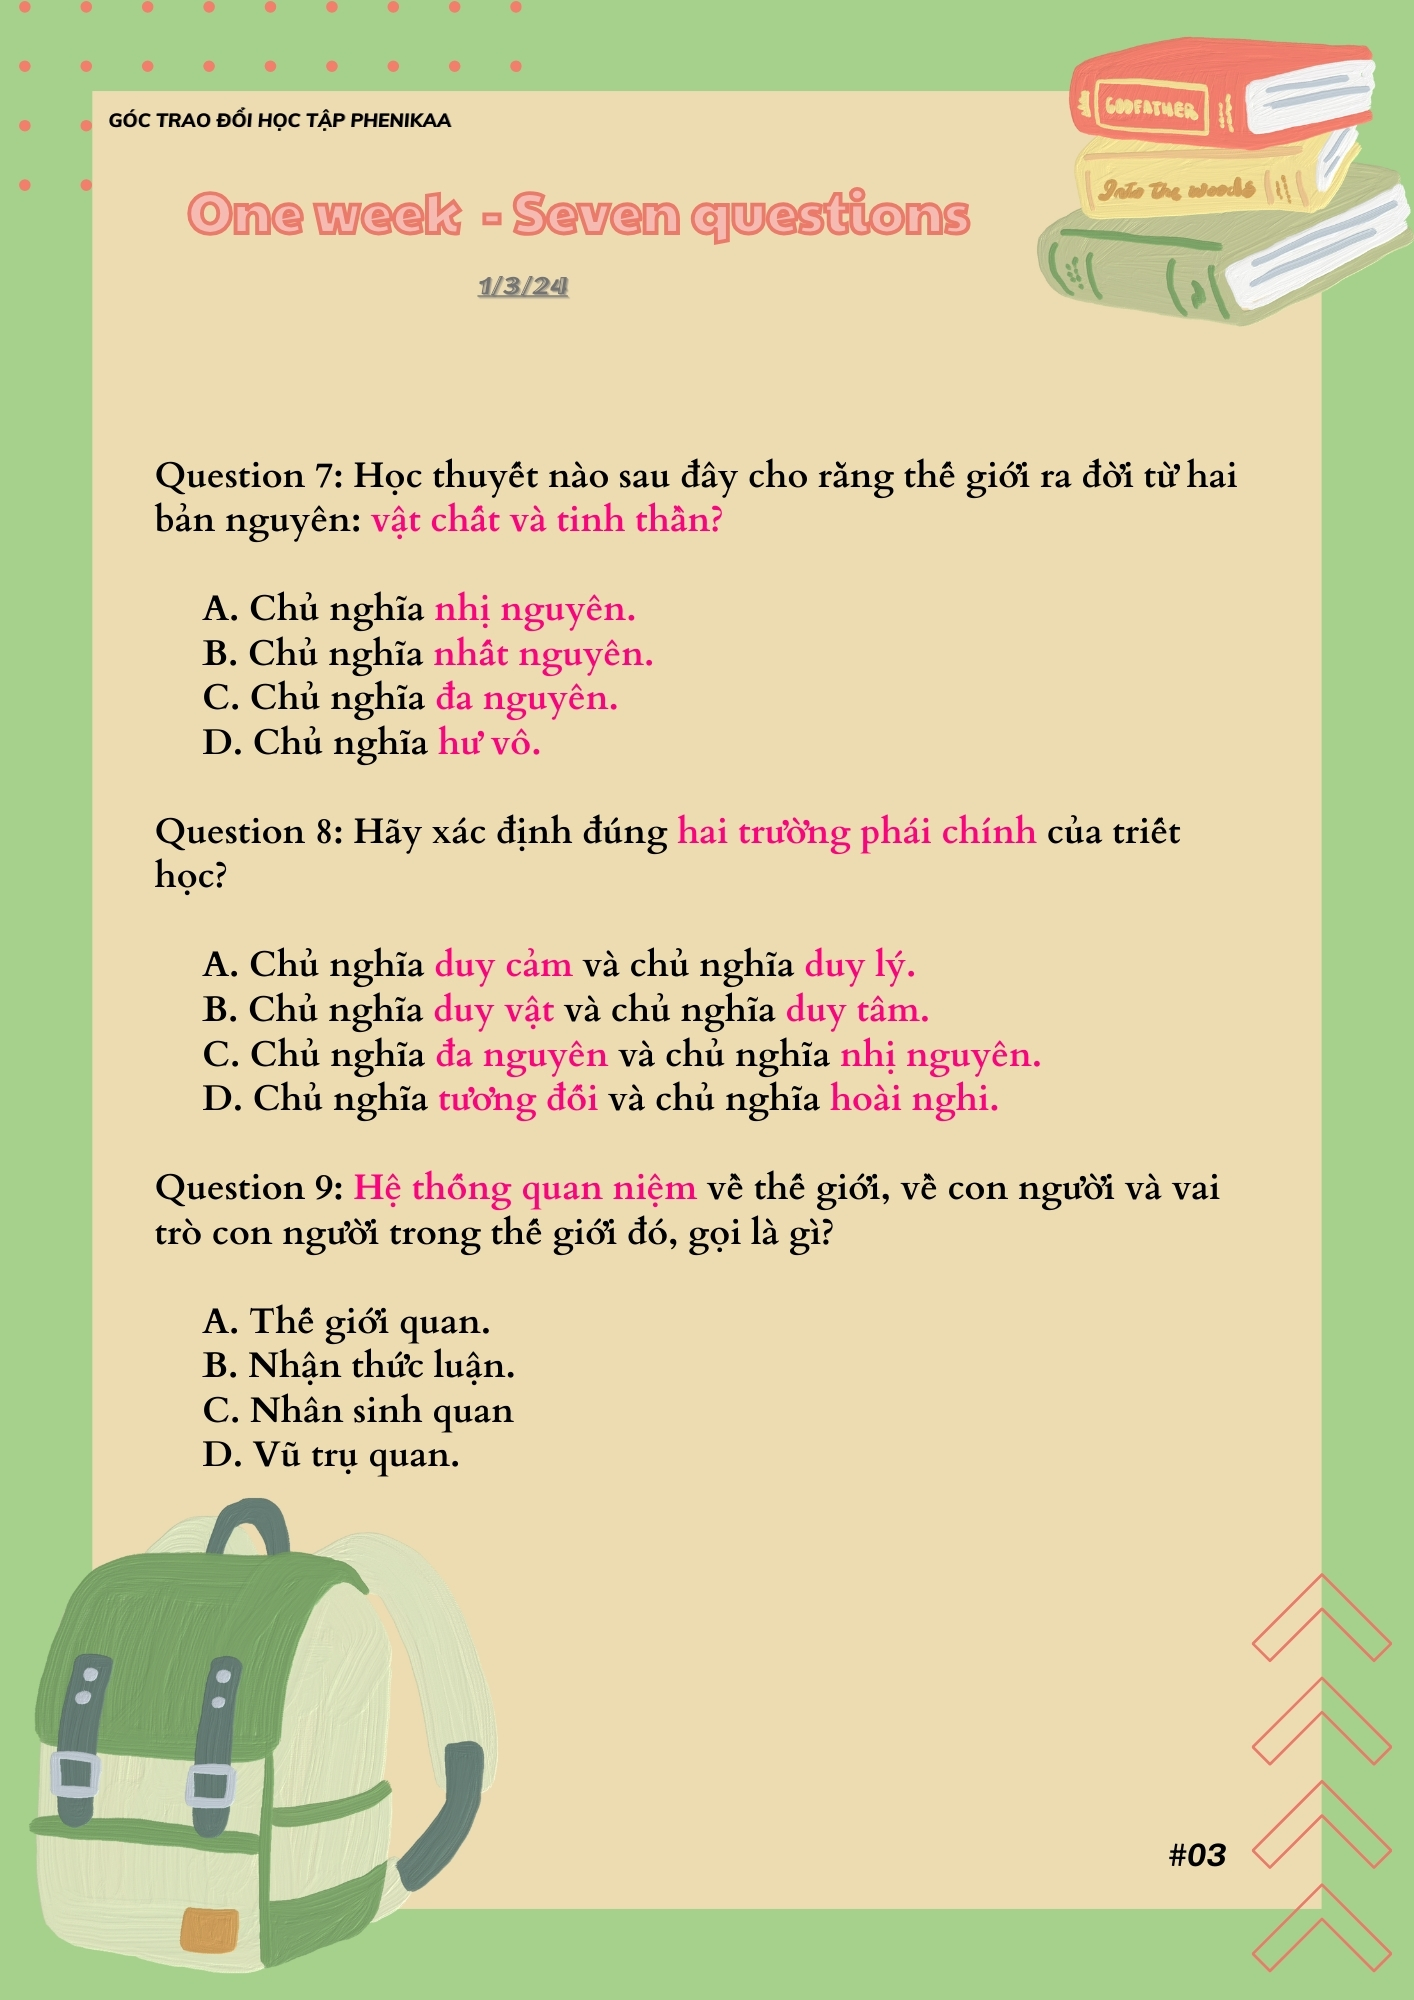 GÓC TRAO ĐỔI HỌC TẬP PHENIKAA
GODFATHER
Into the woods
One week - Seven questions
1/3/24
Question 7: Học thuyết nào sau đây cho rằng thế giới ra đời từ hai
bản nguyên: vật chất và tinh thần?
A. Chủ nghĩa nhị nguyên.
B. Chủ nghĩa nhất nguyên.
C. Chủ nghĩa đa nguyên.
D. Chủ nghĩa hư vô.
Question 8: Hãy xác định đúng hai trường phái chính của triết
học?
A. Chủ nghĩa duy cảm và chủ nghĩa duy lý.
B. Chủ nghĩa duy vật và chủ nghĩa duy tâm.
C. Chủ nghĩa đa nguyên và chủ nghĩa nhị nguyên.
D. Chủ nghĩa tương đối và chủ nghĩa hoài nghi.
Question 9: Hệ thống quan niệm về thế giới, về con người và vai
trò con người trong thế giới đó, gọi là gì?
A. Thế giới quan.
B. Nhận thức luận.
C. Nhân sinh quan
D. Vũ trụ quan.
#03